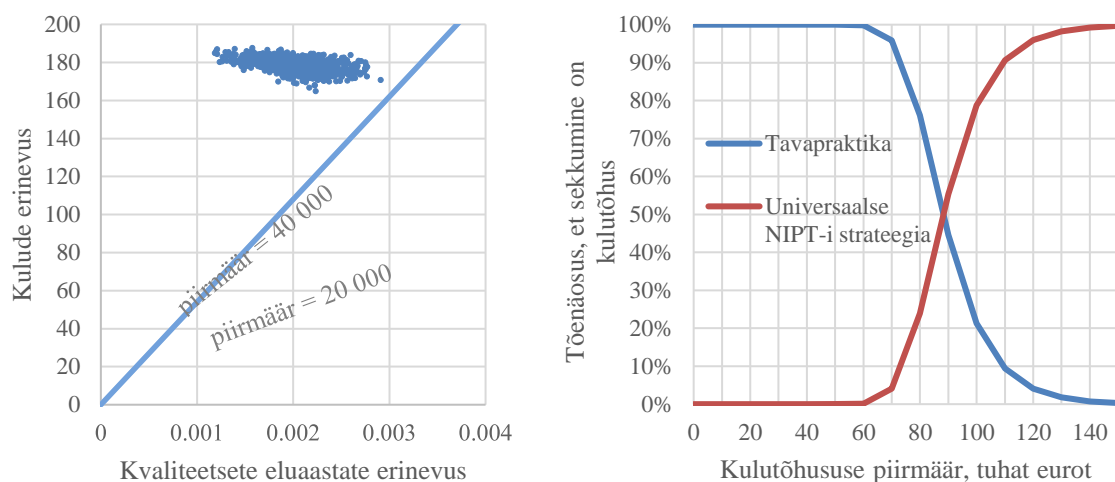 200
180
160
140
120
100
80
60
40
20
0
0 0.001 0.002 0.003 0.004
Kulude erinevus
Kvaliteetsete eluaastate erinevus
piirmäär = 40 000
piirmäär = 20 000
100%
90%
80%
70%
60%
50%
40%
30%
20%
10%
0%
0 20 40 60 80 100 120 140
Tõenäosus, et sekkumine on
kulutõhus
Kulutõhususe piirmäär, tuhat eurot
Tavapraktika
Universaalse
NIPT-i strateegia